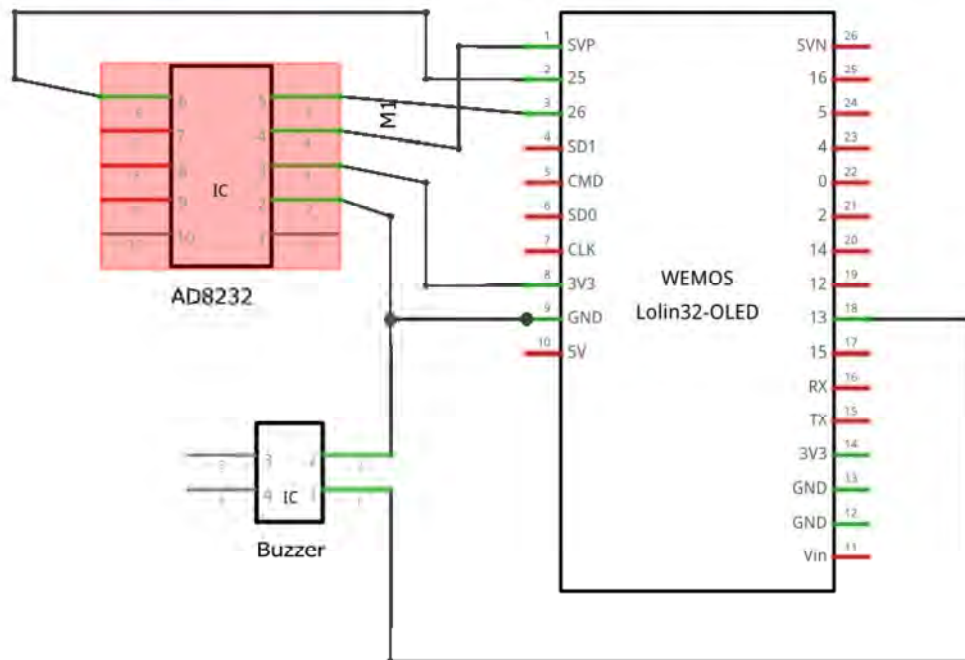 1 SVP
2 25
3 26
4 SD1
5 CMD
6 SD0
7 CLK
8 3V3
9 GND
10 5V
WEMOS
Lolin32-OLED
SVN 26
16 25
5 24
4 23
0 22
2 21
14 20
12 19
13 18
15 17
RX 16
TX 15
3V3 14
GND 13
GND 12
Vin 11
M1
6 5
7 4
8 3
9 2
10 1
IC
AD8232
3 2
4 1
IC
Buzzer